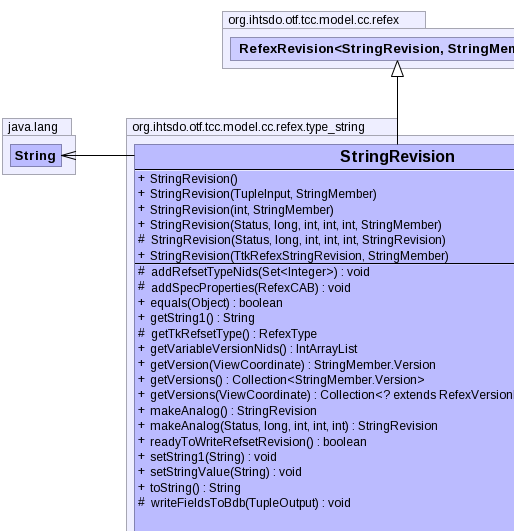 org.ihtsdo.otf.tcc.model.cc.refex
RefexRevision<StringRevision, StringMem
java.lang
String
org.ihtsdo.otf.tcc.model.cc.refex.type_string
StringRevision
+ StringRevision()
+ StringRevision(TupleInput, StringMember)
+ StringRevision(int, StringMember)
+ StringRevision(Status, long, int, int, int, StringMember)
# StringRevision(Status, long, int, int, int, StringRevision)
+ StringRevision(TtkRefexStringRevision, StringMember)
# addRefsetTypeNids(Set<Integer>) : void
# addSpecProperties(RefexCAB) : void
+ equals(Object) : boolean
+ getString1() : String
# getTkRefsetType() : RefexType
+ getVariableVersionNids() : IntArrayList
+ getVersion(ViewCoordinate) : StringMember.Version
+ getVersions() : Collection<StringMember.Version>
+ getVersions(ViewCoordinate) : Collection<? extends RefexVersion
+ makeAnalog() : StringRevision
+ makeAnalog(Status, long, int, int, int) : StringRevision
+ readyToWriteRefsetRevision() : boolean
+ setString1(String) : void
+ setStringValue(String) : void
+ toString() : String
# writeFieldsToBdb(TupleOutput) : void